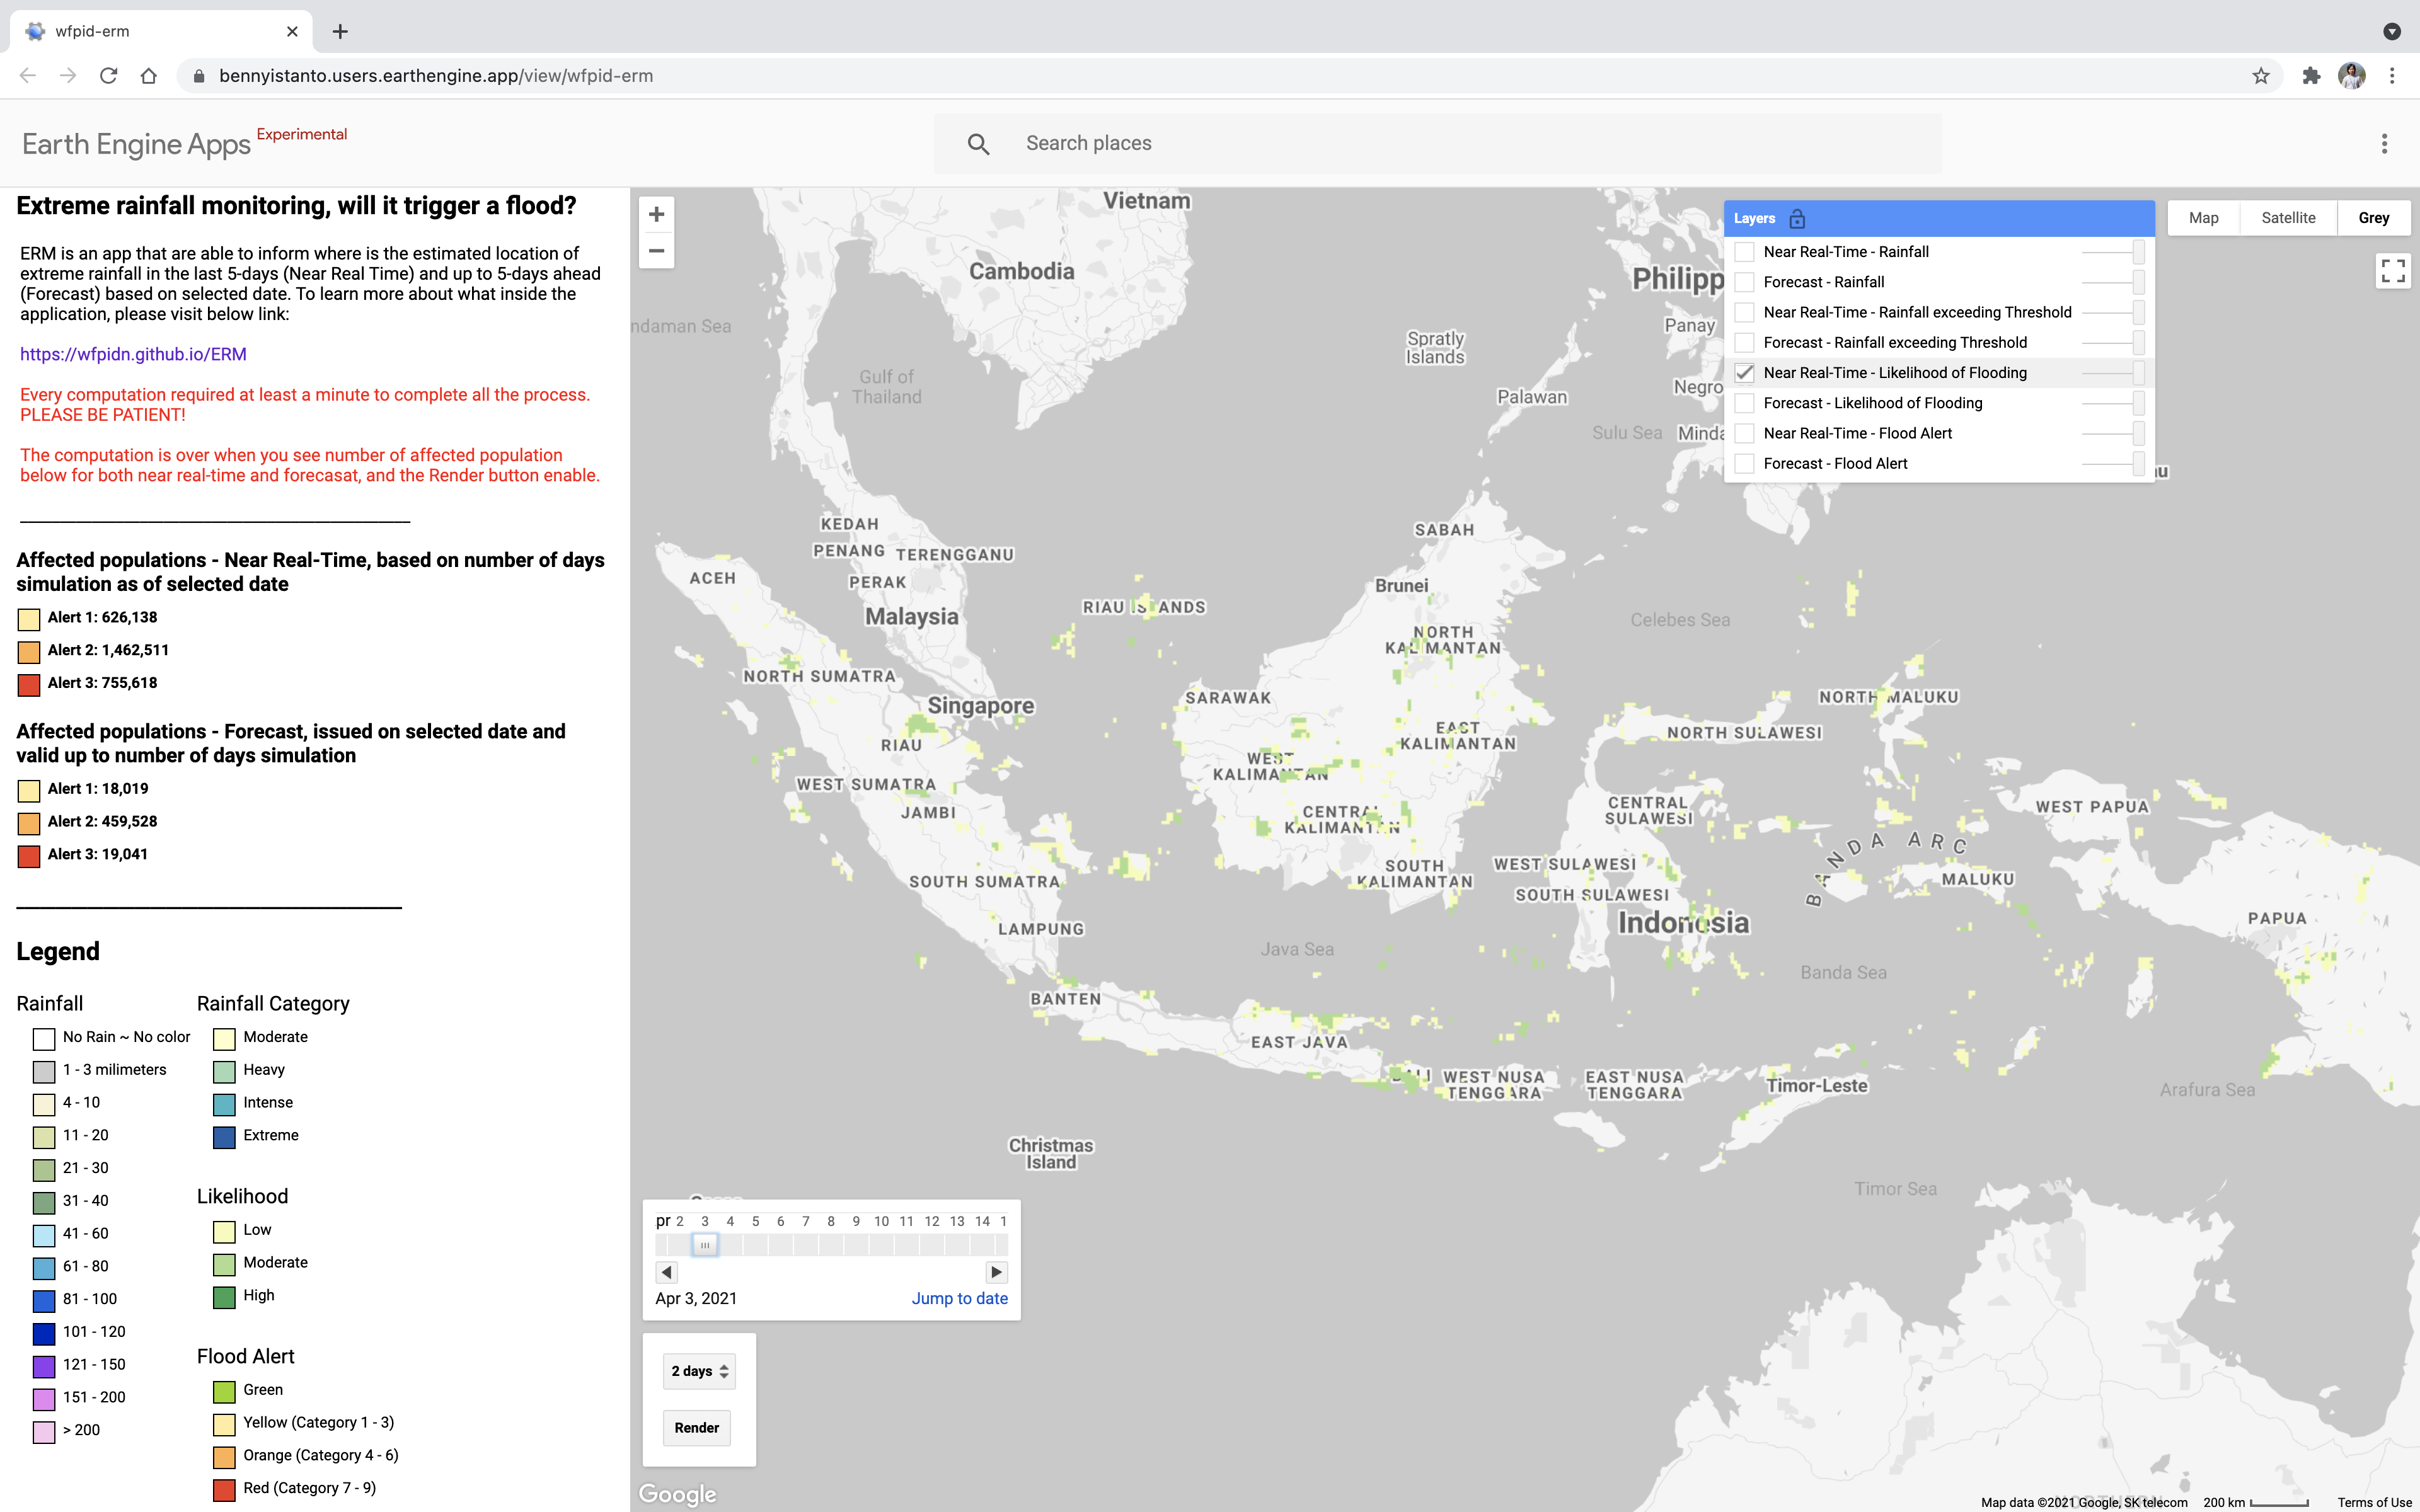 wfpid-erm
bennyistanto.users.earthengine.app/view/wfpid-erm
Earth Engine Apps Experimental
Search places
Extreme rainfall monitoring, will it trigger a flood?
ERM is an app that are able to inform where is the estimated location of
extreme rainfall in the last 5-days (Near Real Time) and up to 5-days ahead
(Forecast) based on selected date. To learn more about what inside the
application, please visit below link:
https://wfpidn.github.io/ERM
Every computation required at least a minute to complete all the process.
PLEASE BE PATIENT!
The computation is over when you see number of affected population
below for both near real-time and forecasat, and the Render button enable.
Affected populations - Near Real-Time, based on number of days
simulation as of selected date
Alert 1: 626,138
Alert 2: 1,462,511
Alert 3: 755,618
Affected populations - Forecast, issued on selected date and
valid up to number of days simulation
Alert 1: 18,019
Alert 2: 459,528
Alert 3: 19,041
Legend
Rainfall
No Rain ~ No color
1 - 3 milimeters
4 - 10
11 - 20
21 - 30
31 - 40
41 - 60
61 - 80
81 - 100
101 - 120
121 - 150
151 - 200
> 200
Rainfall Category
Moderate
Heavy
Intense
Extreme
Likelihood
Low
Moderate
High
Flood Alert
Green
Yellow (Category 1 - 3)
Orange (Category 4 - 6)
Red (Category 7 - 9)
Layers
Near Real-Time - Rainfall
Forecast - Rainfall
Near Real-Time - Rainfall exceeding Threshold
Forecast - Rainfall exceeding Threshold
Near Real-Time - Likelihood of Flooding
Forecast - Likelihood of Flooding
Near Real-Time - Flood Alert
Forecast - Flood Alert
Map Satellite Grey
Vietnam
Cambodia
Philipp
ndaman Sea
Panay
Spratly
Islands
Gulf of
Thailand
Negro
Palawan
Sulu Sea
Minda
au
KEDAH
PENANG
TERENGGANU
SABAH
ACEH
PERAK
Brunei
RIAU ISLANDS
Malaysia
Celebes Sea
NORTH
KALIMANTAN
NORTH SUMATRA
SARAWAK
NORTH MALUKU
Singapore
EAST
KALIMANTAN
NORTH SULAWESI
RIAU
WEST
KALIMANTAN
WEST SUMATRA
JAMBI
CENTRAL
KALIMANTAN
CENTRAL
SULAWESI
WEST PAPUA
BANDA ARC
SOUTH
KALIMANTAN
WEST SULAWESI
SOUTH SUMATRA
SOUTH SULAWESI
MALUKU
Indonesia
PAPUA
LAMPUNG
Java Sea
Banda Sea
BANTEN
EAST JAVA
BALI
WEST NUSA
TENGGARA
EAST NUSA
TENGGARA
Timor-Leste
Arafura Sea
Christmas
Island
Timor Sea
pr 2 3 4 5 6 7 8 9 10 11 12 13 14 1
Apr 3, 2021
Jump to date
2 days
Render
Google
Map data ©2021 Google, SK telecom 200 km Terms of Use